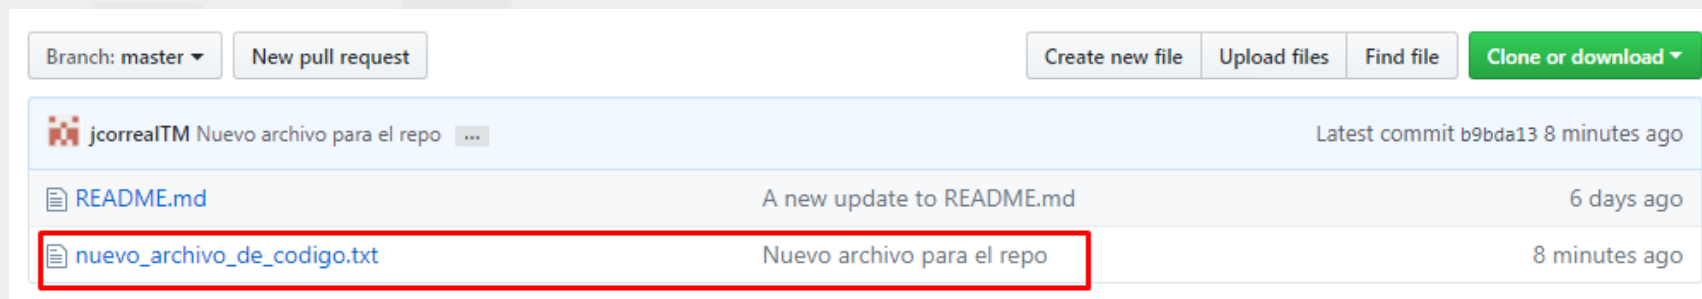 Branch: master New pull request Create new file Upload files Find file Clone or download
jcorrealTM Nuevo archivo para el repo ... Latest commit b9bda13 8 minutes ago
README.md A new update to README.md 6 days ago
nuevo_archivo_de_codigo.txt Nuevo archivo para el repo 8 minutes ago